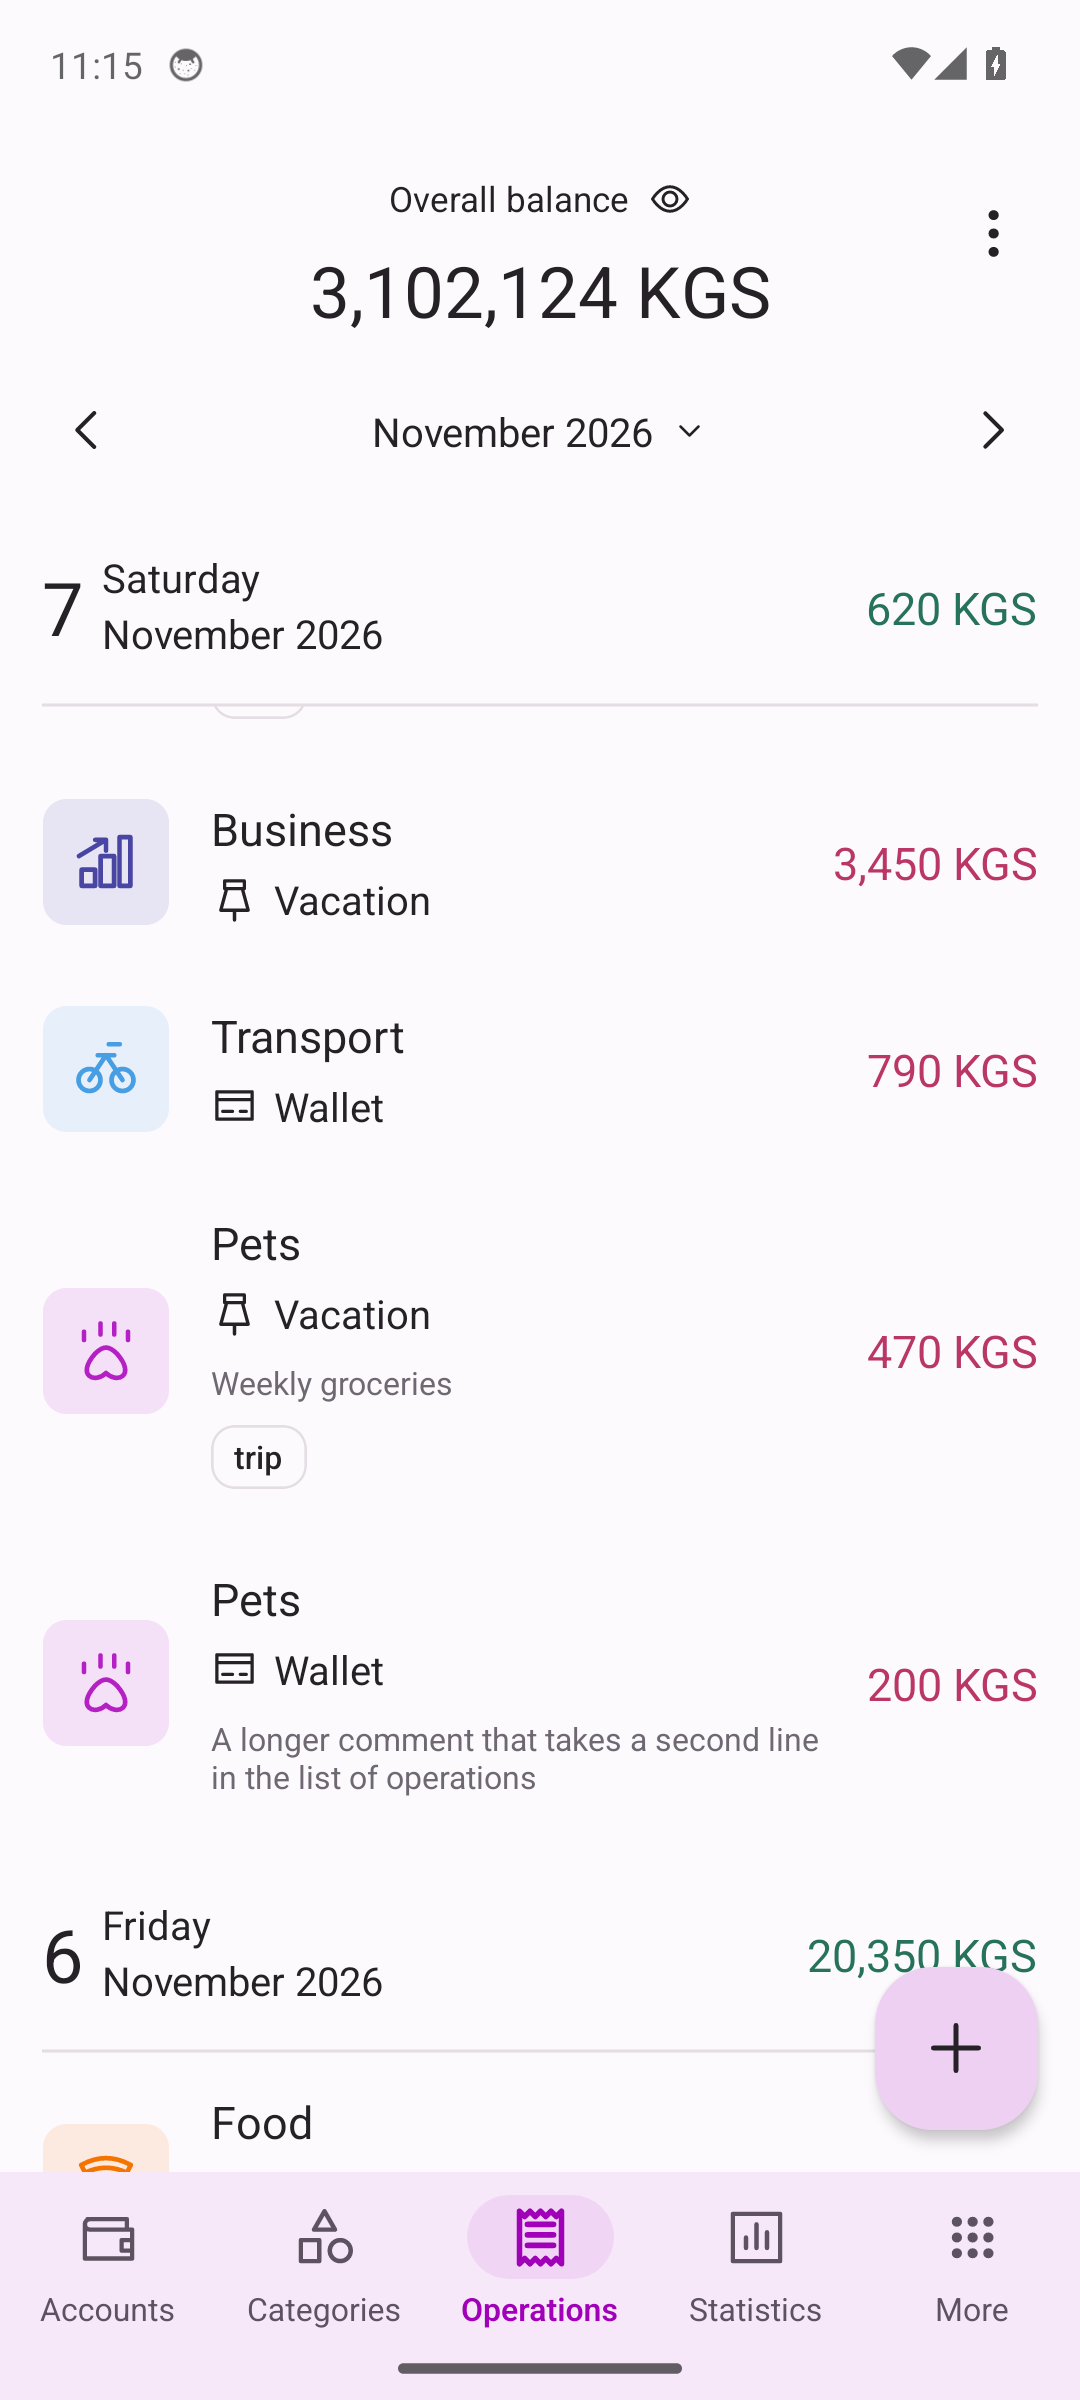 11:15
Overall balance
3,102,124 KGS
November 2026
7
Saturday
November 2026
620 KGS
Business
Vacation
3,450 KGS
Transport
Wallet
790 KGS
Pets
Vacation
Weekly groceries
trip
470 KGS
Pets
Wallet
A longer comment that takes a second line
in the list of operations
200 KGS
6
Friday
November 2026
20,350 KGS
Food
Accounts
Categories
Operations
Statistics
More